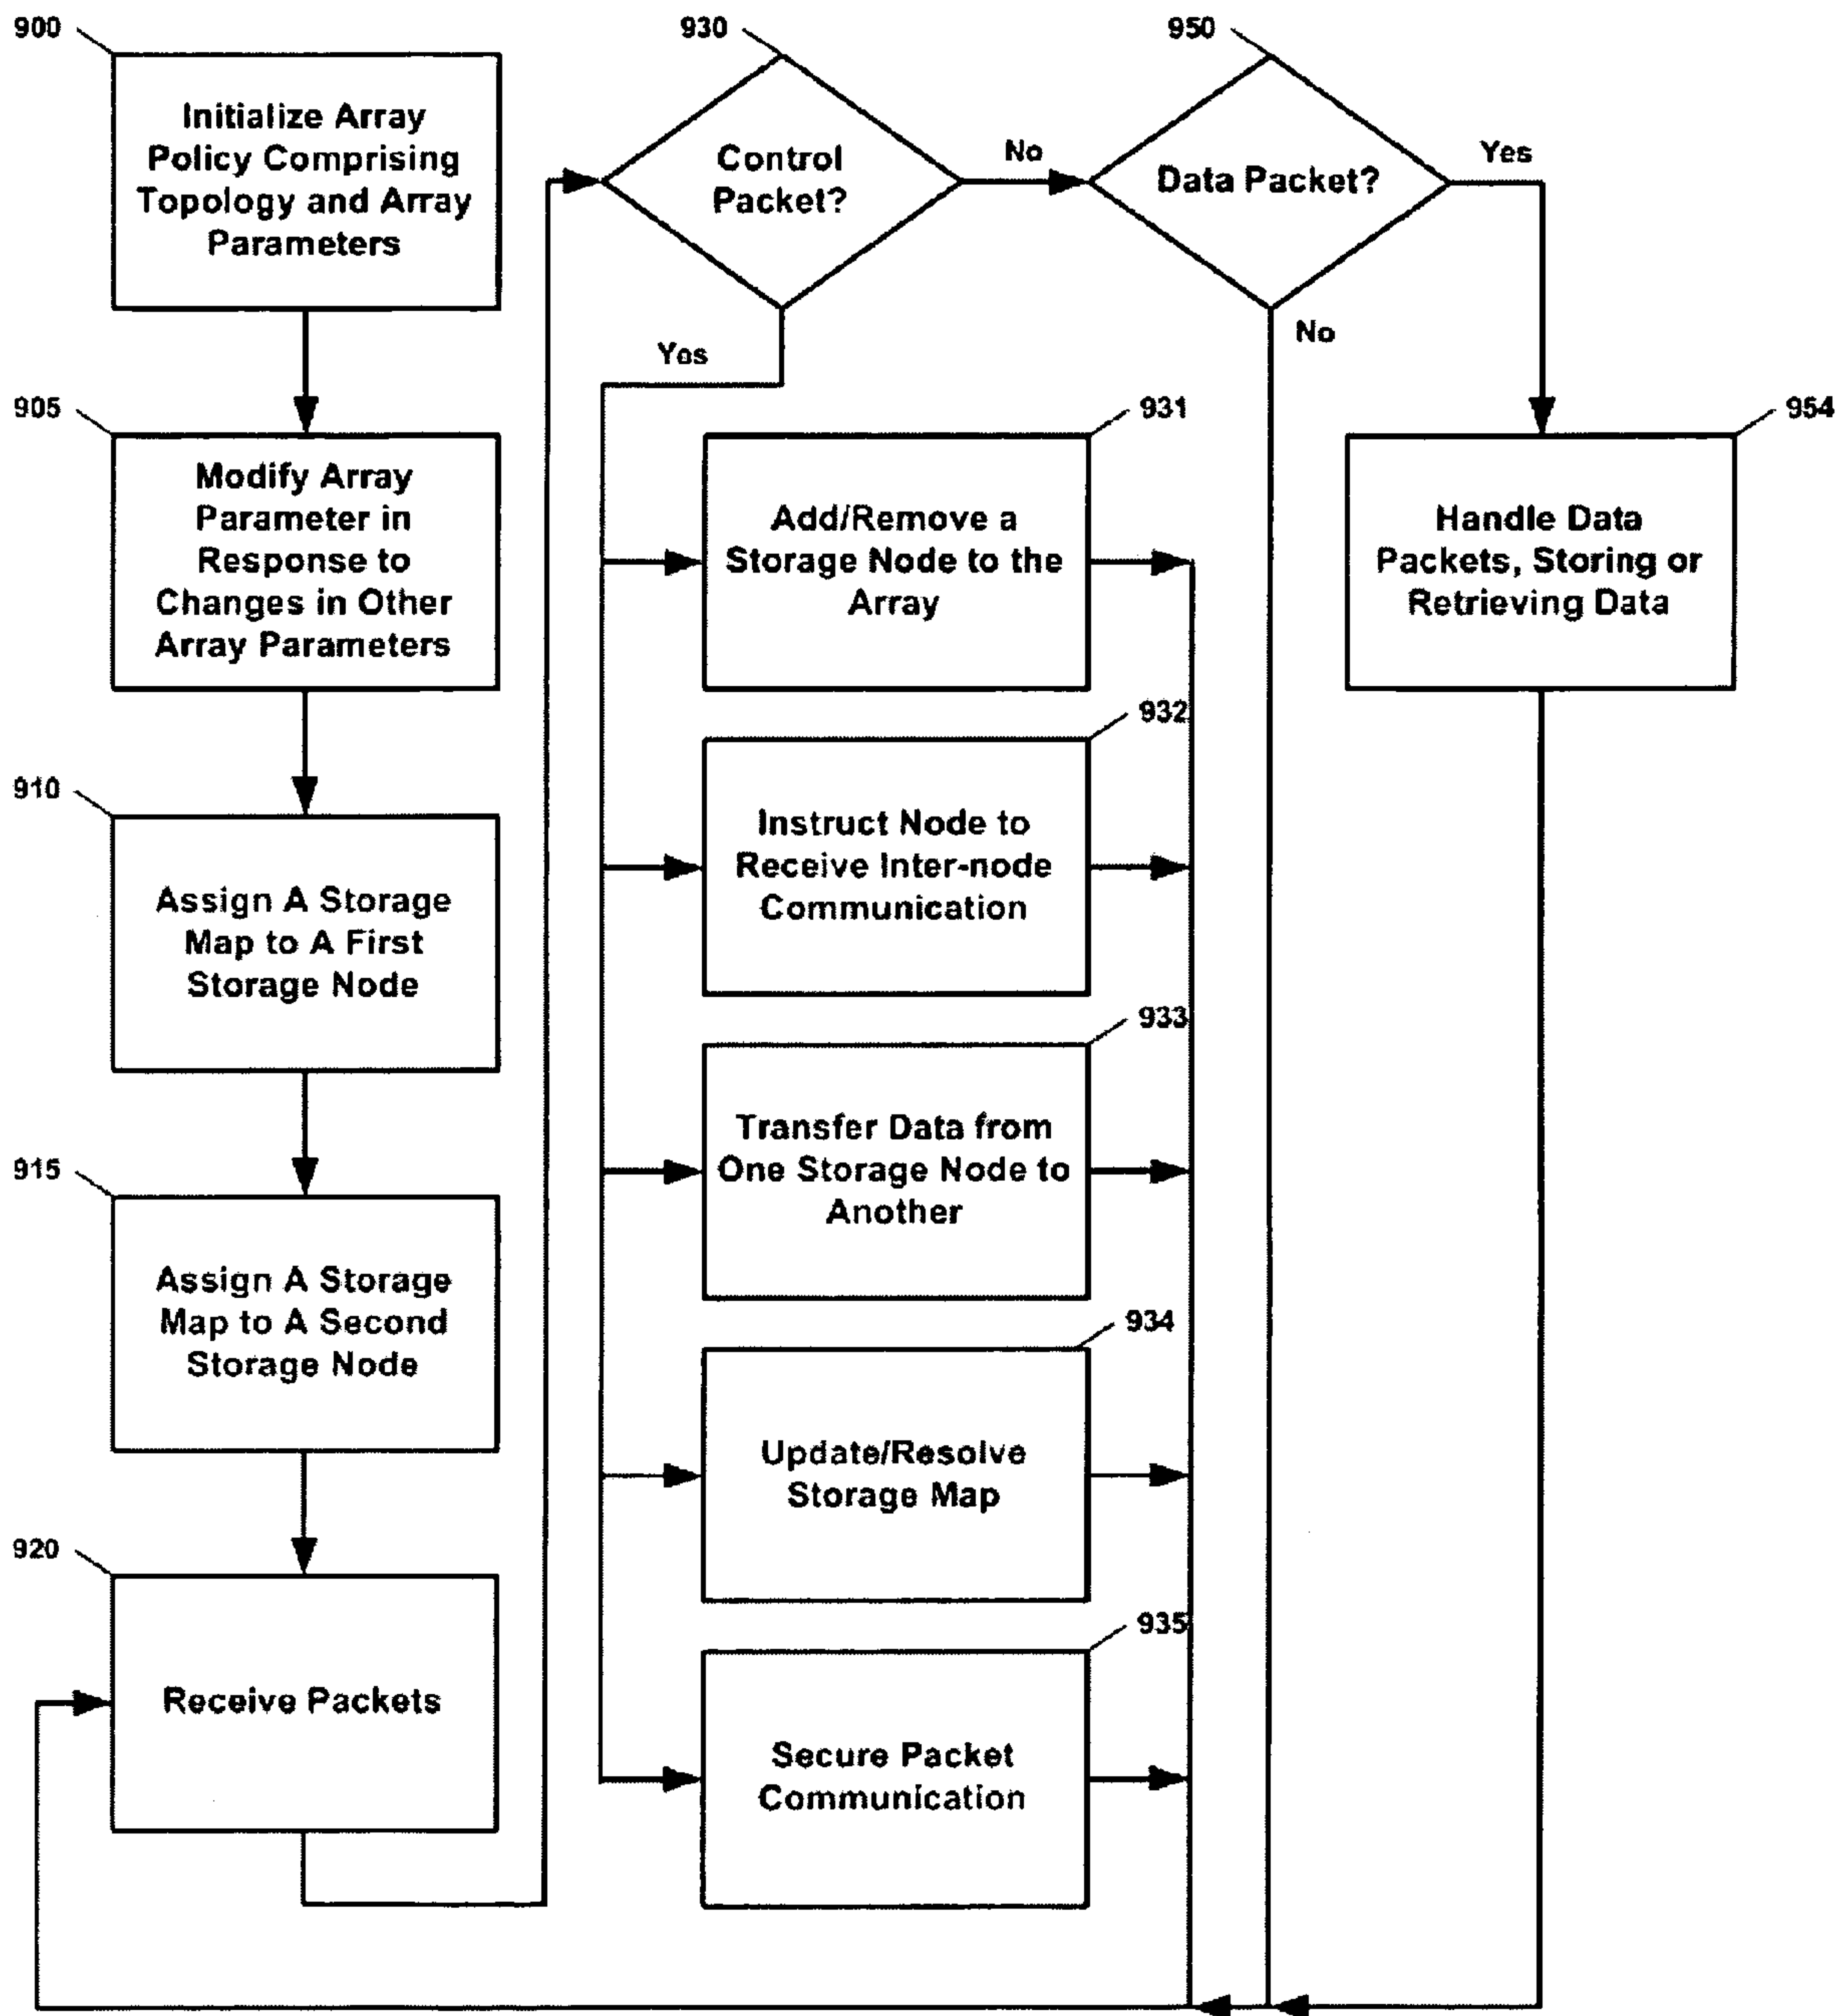 900
Initialize Array
Policy Comprising
Topology and Array
Parameters
905
Modify Array
Parameter in
Response to
Changes in Other
Array Parameters
910
Assign A Storage
Map to A First
Storage Node
915
Assign A Storage
Map to A Second
Storage Node
920
Receive Packets
930
Control
Packet?
No
Yes
950
Data Packet?
Yes
No
931
Add/Remove a
Storage Node to the
Array
932
Instruct Node to
Receive Inter-node
Communication
933
Transfer Data from
One Storage Node to
Another
934
Update/Resolve
Storage Map
935
Secure Packet
Communication
954
Handle Data
Packets, Storing or
Retrieving Data